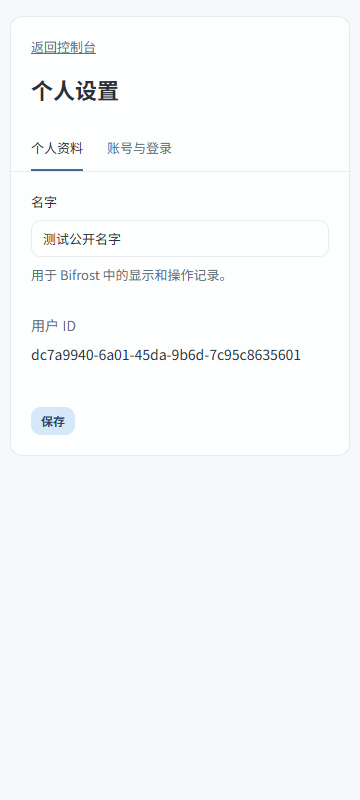 返回控制台
个人设置
个人资料 账号与登录
名字
测试公开名字
用于 Bifrost 中的显示和操作记录。
用户 ID
dc7a9940-6a01-45da-9b6d-7c95c8635601
保存